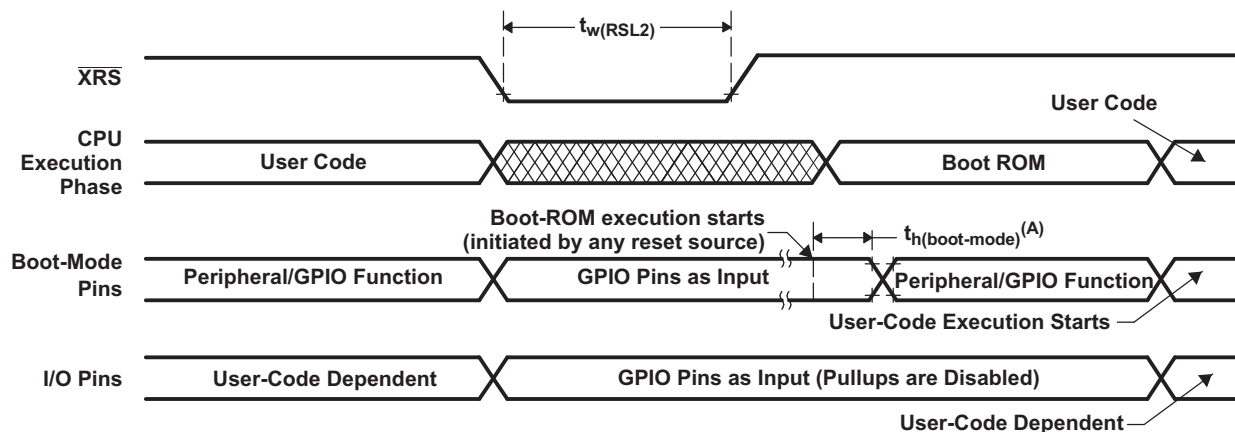 tw(RSL2)
XRS
User Code
CPU
Execution
Phase
User Code
Boot ROM
Boot-ROM execution starts
(initiated by any reset source)
th(boot-mode)(A)
Boot-Mode
Pins
Peripheral/GPIO Function
GPIO Pins as Input
Peripheral/GPIO Function
User-Code Execution Starts
I/O Pins
User-Code Dependent
GPIO Pins as Input (Pullups are Disabled)
User-Code Dependent